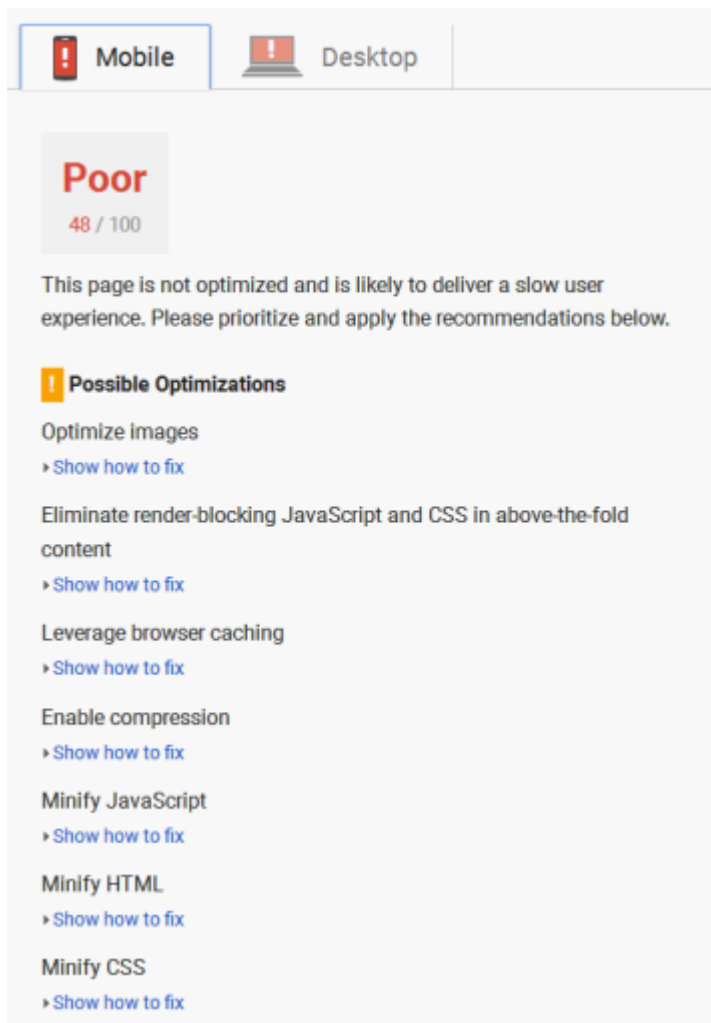 Mobile
Desktop
Poor
48 / 100
This page is not optimized and is likely to deliver a slow user
experience. Please prioritize and apply the recommendations below.
! Possible Optimizations
Optimize images
Show how to fix
Eliminate render-blocking JavaScript and CSS in above-the-fold
content
Show how to fix
Leverage browser caching
Show how to fix
Enable compression
Show how to fix
Minify JavaScript
Show how to fix
Minify HTML
Show how to fix
Minify CSS
Show how to fix